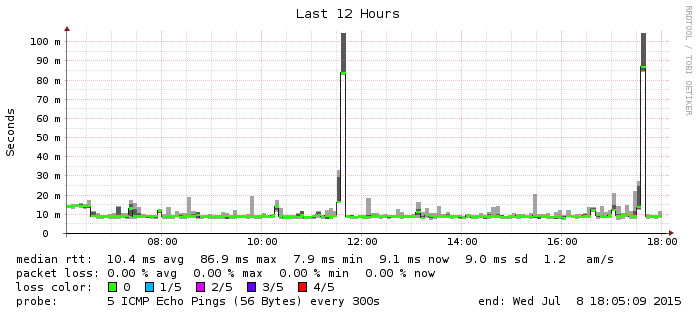 Last 12 Hours
RRDTOOL / TOBI OETIKER
Seconds
100 m
90 m
80 m
70 m
60 m
50 m
40 m
30 m
20 m
10 m
0
08:00 10:00 12:00 14:00 16:00 18:00
median rtt: 10.4 ms avg 86.9 ms max 7.9 ms min 9.1 ms now 9.0 ms sd 1.2 am/s
packet loss: 0.00 % avg 0.00 % max 0.00 % min 0.00 % now
loss color: 0 1/5 2/5 3/5 4/5
probe: 5 ICMP Echo Pings (56 Bytes) every 300s end: Wed Jul 8 18:05:09 2015